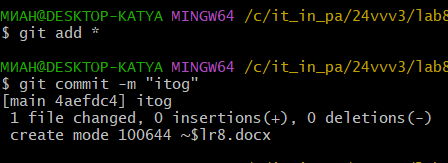 МИАН@DESKTOP-KATYA MINGW64 /c/it_in_pa/24vvv3/lab8
$ git add *
МИАН@DESKTOP-KATYA MINGW64 /c/it_in_pa/24vvv3/lab8
$ git commit -m "itog"
[main 4aefdc4] itog
1 file changed, 0 insertions(+), 0 deletions(-)
create mode 100644 ~$lr8.docx